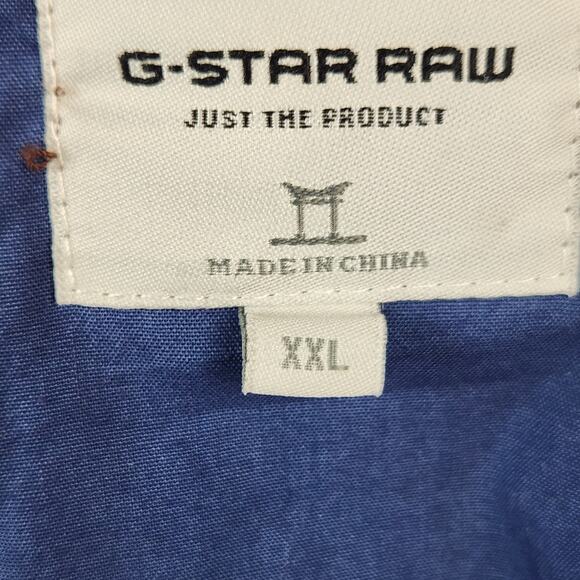 G-STAR RAW
JUST THE PRODUCT
MADE IN CHINA
XXL